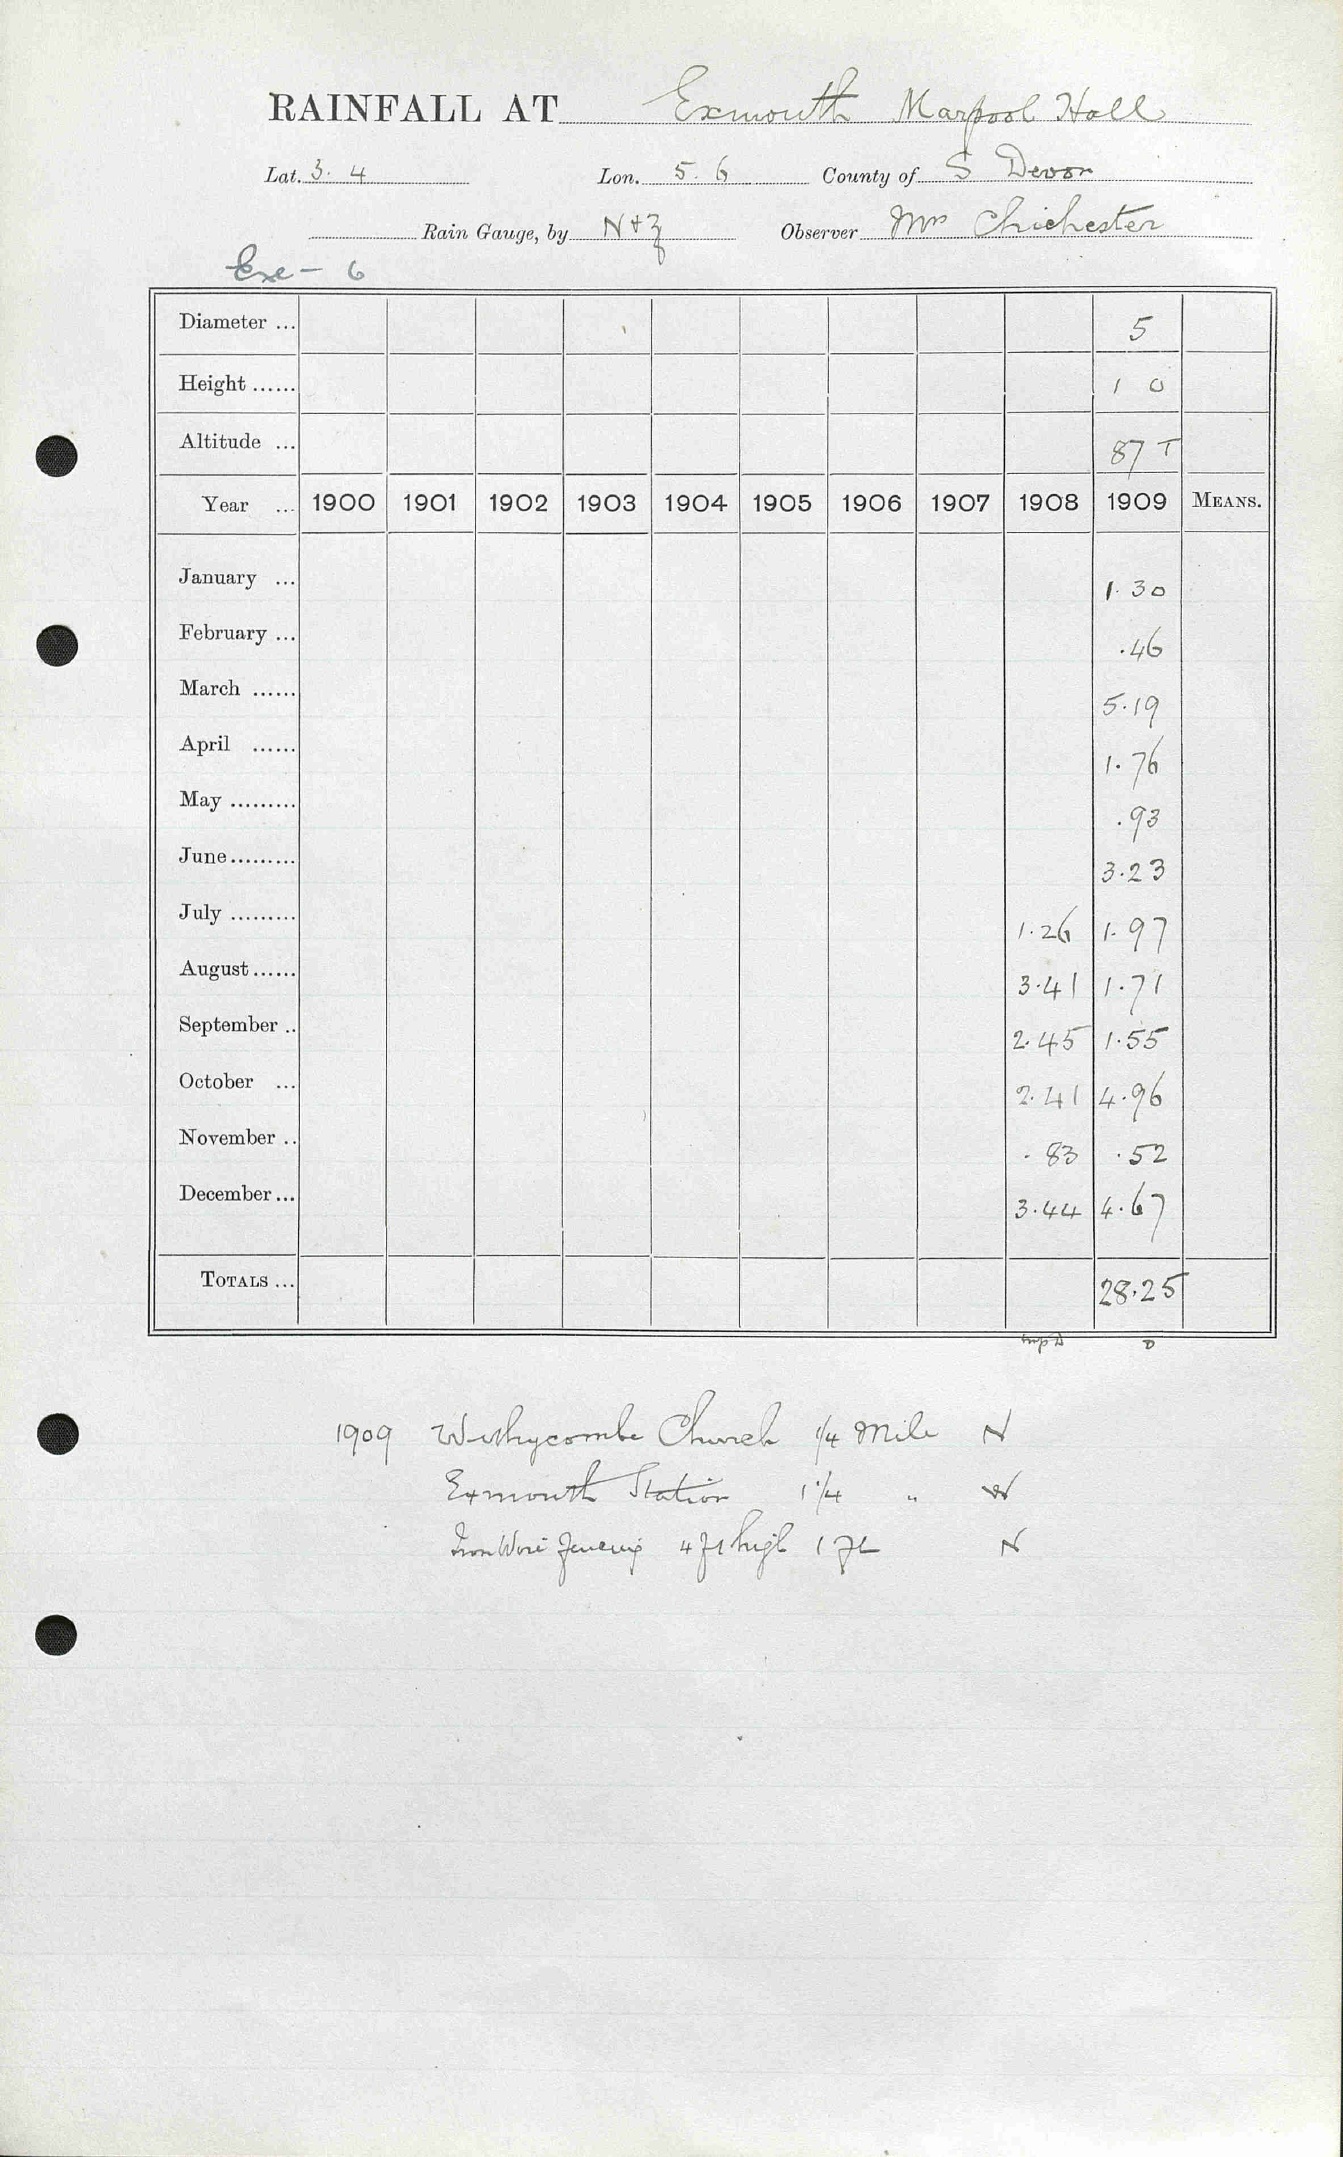 RAINFALL AT Exmouth Marpool Hall
Lat. 3. 4 Lon. 5. 6 County of S Devon
Rain Gauge, by N & Z Observer Mrs Chichester
Exe - 6
Diameter ... 5
Height ...... 1 0
Altitude ... 87 T
Year ... 1900 1901 1902 1903 1904 1905 1906 1907 1908 1909 MEANS.
January ... 1.30
February ... .46
March ...... 5.19
April ...... 1.76
May ......... .93
June ......... 3.23
July ......... 1.26 1.97
August ...... 3.41 1.71
September .. 2.45 1.55
October ... 2.41 4.96
November .. .83 .52
December ... 3.44 4.67
TOTALS ... 28.25
D
1909 Withycombe Church 1/4 Mile N
Exmouth Station 1 1/4 " W
Iron Wire fencing 4 ft high 1 ft N